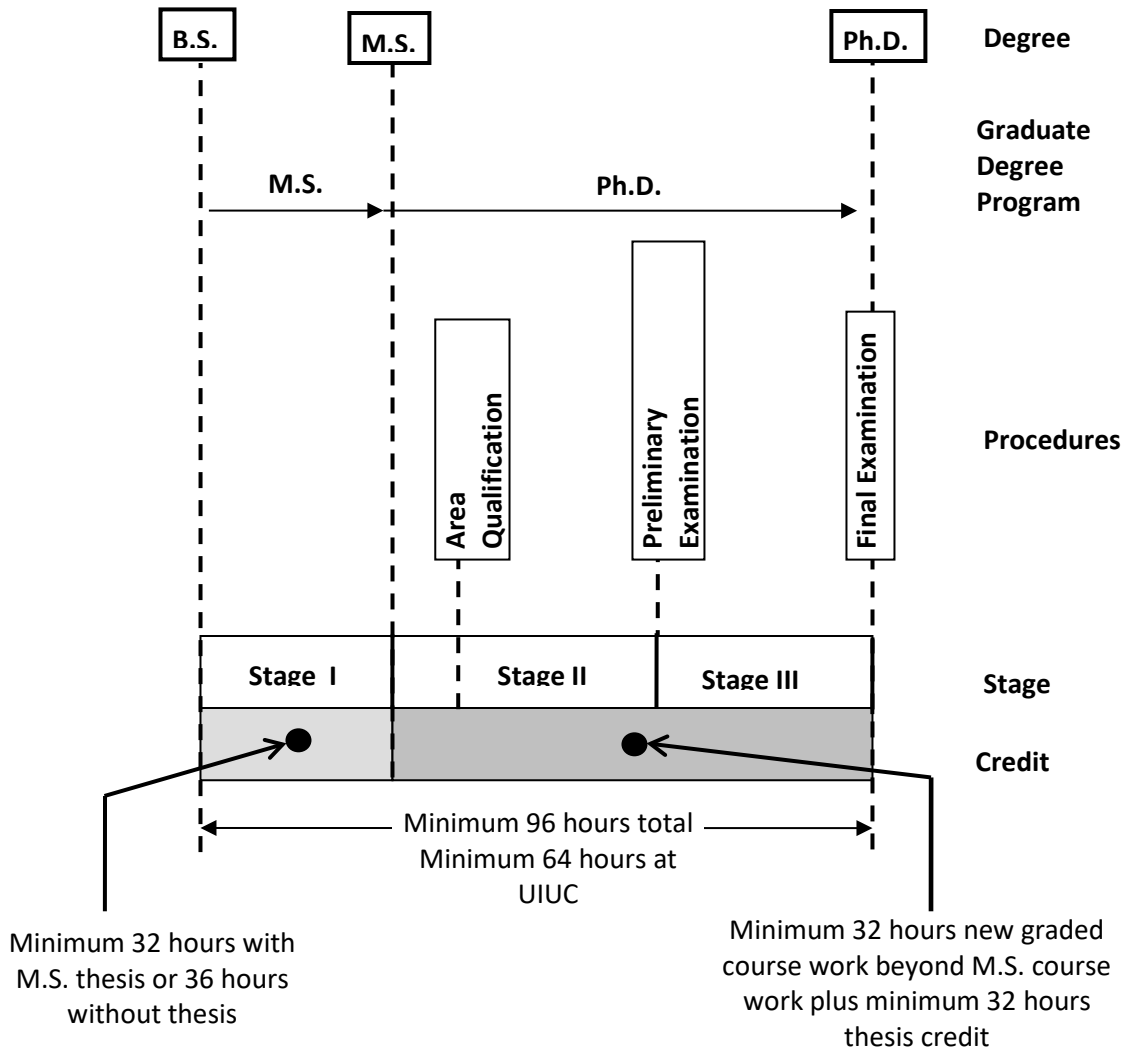 B.S.
M.S.
Ph.D.
Degree
Graduate
Degree
Program
M.S.
Ph.D.
Area
Qualification
Preliminary
Examination
Final Examination
Procedures
Stage I
Stage II
Stage III
Stage
Credit
Minimum 96 hours total
Minimum 64 hours at
UIUC
Minimum 32 hours with
M.S. thesis or 36 hours
without thesis
Minimum 32 hours new graded
course work beyond M.S. course
work plus minimum 32 hours
thesis credit